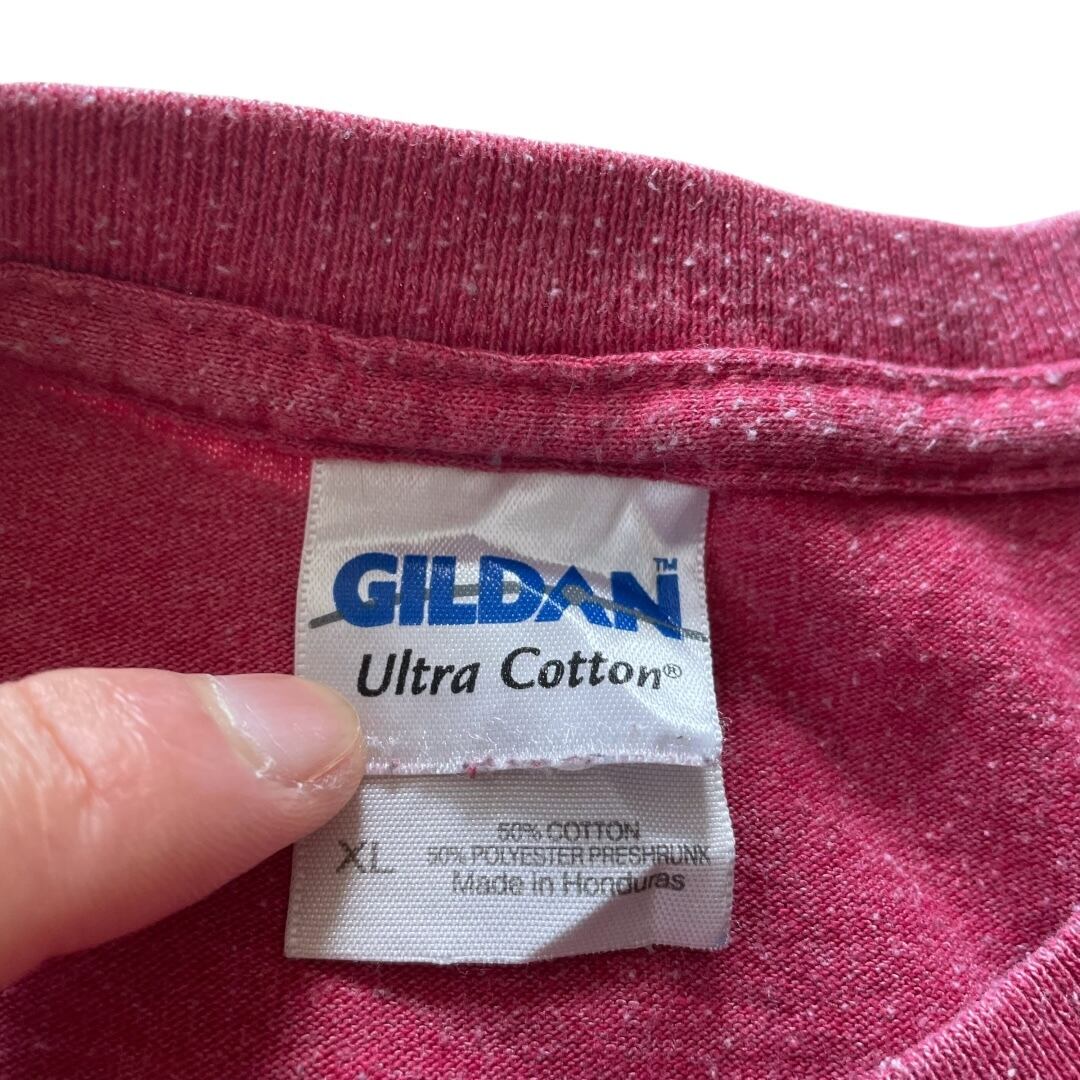 GILDAN™
Ultra Cotton®
50% COTTON
XL 50% POLYESTER PRESHRUNK
Made in Honduras